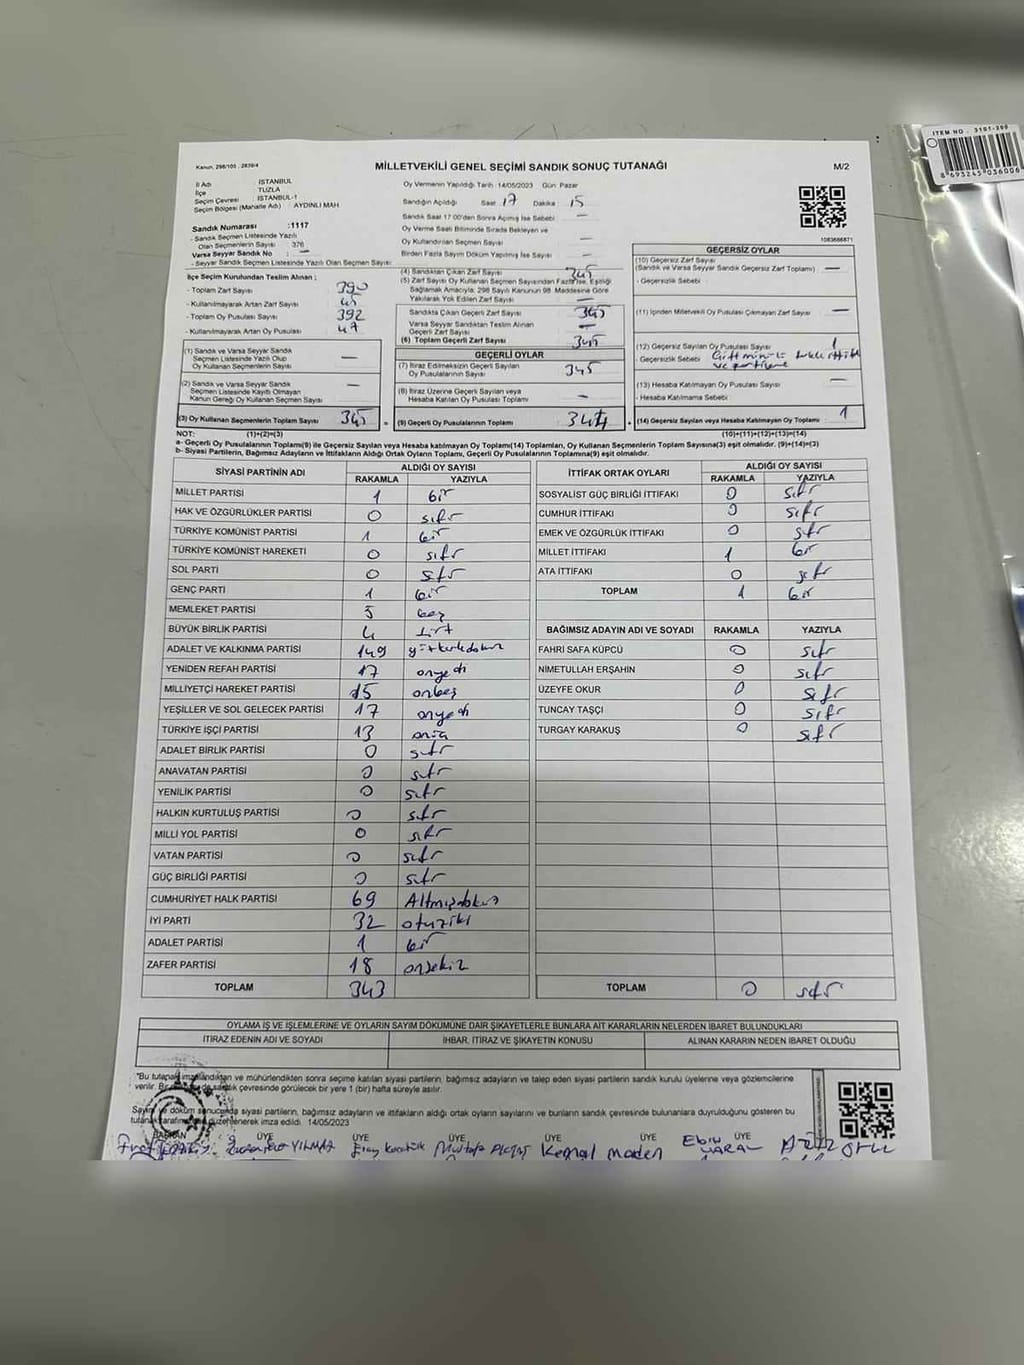 ITEM NO . 3191-200
8 693245 036006
Kanun, 298/105 , 2839/4
MİLLETVEKİLİ GENEL SEÇİMİ SANDIK SONUÇ TUTANAĞI
M/2
İl Adı : İSTANBUL
İlçe : TUZLA
Seçim Çevresi : İSTANBUL-1
Seçim Bölgesi (Mahalle Adı) : AYDINLI MAH
Oy Vermenin Yapıldığı Tarih :14/05/2023 Gün :Pazar
Sandığın Açıldığı Saat 17 Dakika 15
Sandık Saat 17:00'den Sonra Açılmış İse Sebebi —
Oy Verme Saati Bitiminde Sırada Bekleyen ve
Oy Kullandırılan Seçmen Sayısı —
Birden Fazla Sayım Döküm Yapılmış İse Sayısı —
1083686871
Sandık Numarası :1117
- Sandık Seçmen Listesinde Yazılı
Olan Seçmenlerin Sayısı : 376
Varsa Seyyar Sandık No : —
- Seyyar Sandık Seçmen Listesinde Yazılı Olan Seçmen Sayısı
İlçe Seçim Kurulundan Teslim Alınan ;
- Toplam Zarf Sayısı 390
- Kullanılmayarak Artan Zarf Sayısı 45
- Toplam Oy Pusulası Sayısı 392
- Kullanılmayarak Artan Oy Pusulası 47
(1) Sandık ve Varsa Seyyar Sandık
Seçmen Listesinde Yazılı Olup
Oy Kullanan Seçmenlerin Sayısı —
(2) Sandık ve Varsa Seyyar Sandık
Seçmen Listesinde Kayıtlı Olmayan
Kanun Gereği Oy Kullanan Seçmen Sayısı —
(3) Oy Kullanan Seçmenlerin Toplam Sayısı 345
(4) Sandıktan Çıkan Zarf Sayısı 345
(5) Zarf Sayısı Oy Kullanan Seçmen Sayısından Fazla İse, Eşitliği
Sağlamak Amacıyla; 298 Sayılı Kanunun 98. Maddesine Göre
Yakılarak Yok Edilen Zarf Sayısı —
Sandıkta Çıkan Geçerli Zarf Sayısı 345
Varsa Seyyar Sandıktan Teslim Alınan
Geçerli Zarf Sayısı —
(6) Toplam Geçerli Zarf Sayısı 345
GEÇERLİ OYLAR
(7) İtiraz Edilmeksizin Geçerli Sayılan
Oy Pusulalarının Sayısı 345
(8) İtiraz Üzerine Geçerli Sayılan veya
Hesaba Katılan Oy Pusulası Toplamı —
(9) Geçerli Oy Pusulalarının Toplamı 344
GEÇERSİZ OYLAR
(10) Geçersiz Zarf Sayısı
(Sandık ve Varsa Seyyar Sandık Geçersiz Zarf Toplamı) —
- Geçersizlik Sebebi :
(11) İçinden Milletvekili Oy Pusulası Çıkmayan Zarf Sayısı —
(12) Geçersiz Sayılan Oy Pusulası Sayısı 1
- Geçersizlik Sebebi
(13) Hesaba Katılmayan Oy Pusulası Sayısı —
- Hesaba Katılmama Sebebi
(14) Geçersiz Sayılan veya Hesaba Katılmayan Oy Toplamı 1
NOT: (1)+(2)=(3) (10)+(11)+(12)+(13)=(14)
a- Geçerli Oy Pusulalarının Toplamı(9) ile Geçersiz Sayılan veya Hesaba Katılmayan Oy Toplamı(14) Toplamları, Oy Kullanan Seçmenlerin Toplam Sayısına(3) eşit olmalıdır. (9)+(14)=(3)
b- Siyasi Partilerin, Bağımsız Adayların ve İttifakların Aldığı Ortak Oyların Toplamı, Geçerli Oy Pusulalarının Toplamına(9) eşit olmalıdır.
SİYASİ PARTİNİN ADI ALDIĞI OY SAYISI
RAKAMLA YAZIYLA
MİLLET PARTİSİ 1 bir
HAK VE ÖZGÜRLÜKLER PARTİSİ 0 sıfır
TÜRKİYE KOMÜNİST PARTİSİ 1 bir
TÜRKİYE KOMÜNİST HAREKETİ 0 sıfır
SOL PARTİ 0 sıfır
GENÇ PARTİ 1 bir
MEMLEKET PARTİSİ 5 beş
BÜYÜK BİRLİK PARTİSİ 4 dört
ADALET VE KALKINMA PARTİSİ 149 yüzkırkdokuz
YENİDEN REFAH PARTİSİ 17 onyedi
MİLLİYETÇİ HAREKET PARTİSİ 15 onbeş
YEŞİLLER VE SOL GELECEK PARTİSİ 17 onyedi
TÜRKİYE İŞÇİ PARTİSİ 13 onüç
ADALET BİRLİK PARTİSİ 0 sıfır
ANAVATAN PARTİSİ 0 sıfır
YENİLİK PARTİSİ 0 sıfır
HALKIN KURTULUŞ PARTİSİ 0 sıfır
MİLLİ YOL PARTİSİ 0 sıfır
VATAN PARTİSİ 0 sıfır
GÜÇ BİRLİĞİ PARTİSİ 0 sıfır
CUMHURİYET HALK PARTİSİ 69 Altmışdokuz
İYİ PARTİ 32 otuziki
ADALET PARTİSİ 1 bir
ZAFER PARTİSİ 18 onsekiz
TOPLAM 343
İTTİFAK ORTAK OYLARI ALDIĞI OY SAYISI
RAKAMLA YAZIYLA
SOSYALİST GÜÇ BİRLİĞİ İTTİFAKI 0 sıfır
CUMHUR İTTİFAKI 0 sıfır
EMEK VE ÖZGÜRLÜK İTTİFAKI 0 sıfır
MİLLET İTTİFAKI 1 bir
ATA İTTİFAKI 0 sıfır
TOPLAM 1 bir
BAĞIMSIZ ADAYIN ADI VE SOYADI RAKAMLA YAZIYLA
FAHRİ SAFA KÜPCÜ 0 sıfır
NİMETULLAH ERŞAHİN 0 sıfır
ÜZEYFE OKUR 0 sıfır
TUNCAY TAŞÇI 0 sıfır
TURGAY KARAKUŞ 0 sıfır
TOPLAM 0 sıfır
OYLAMA İŞ VE İŞLEMLERİNE VE OYLARIN SAYIM DÖKÜMÜNE DAİR ŞİKAYETLERLE BUNLARA AİT KARARLARIN NELERDEN İBARET BULUNDUKLARI
İTİRAZ EDENİN ADI VE SOYADI İHBAR, İTİRAZ VE ŞİKAYETİN KONUSU ALINAN KARARIN NEDEN İBARET OLDUĞU
"Bu tutanak imzalandıktan ve mühürlendikten sonra seçime katılan siyasi partilerin, bağımsız adayların ve talep eden siyasi partilerin sandık kurulu üyelerine veya gözlemcilerine
verilir. Bir sandık çevresinde görülecek bir yere 1 (bir) hafta süreyle asılır.
Sayım ve döküm sonucunda siyasi partilerin, bağımsız adayların ve ittifakların aldığı ortak oyların sayılarını ve bunların sandık çevresinde bulunanlara duyrulduğunu gösteren bu
tutanak tarafımızca düzenlenerek imza edildi. 14/05/2023
BAŞKAN ÜYE ÜYE ÜYE ÜYE ÜYE ÜYE
YILMAZ Eray Mustafa Kemal maden